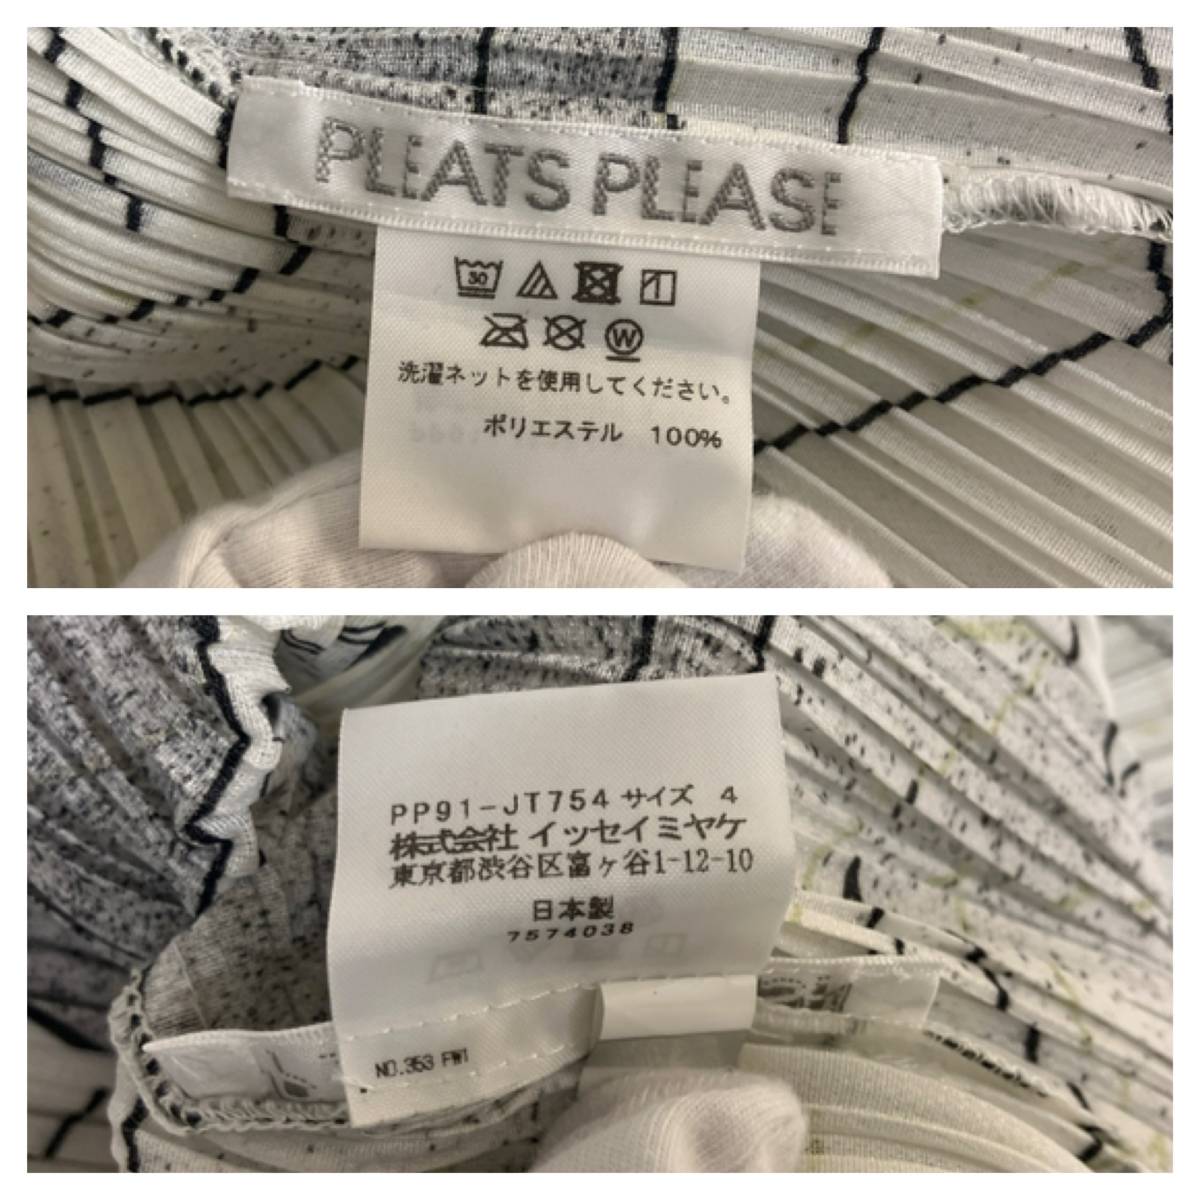 PLEATS PLEASE
30
W
洗濯ネットを使用してください。
ポリエステル 100%
PP91-JT754 サイズ 4
株式会社 イッセイミヤケ
東京都渋谷区富ヶ谷1-12-10
日本製
7574038
NO.353 FW1